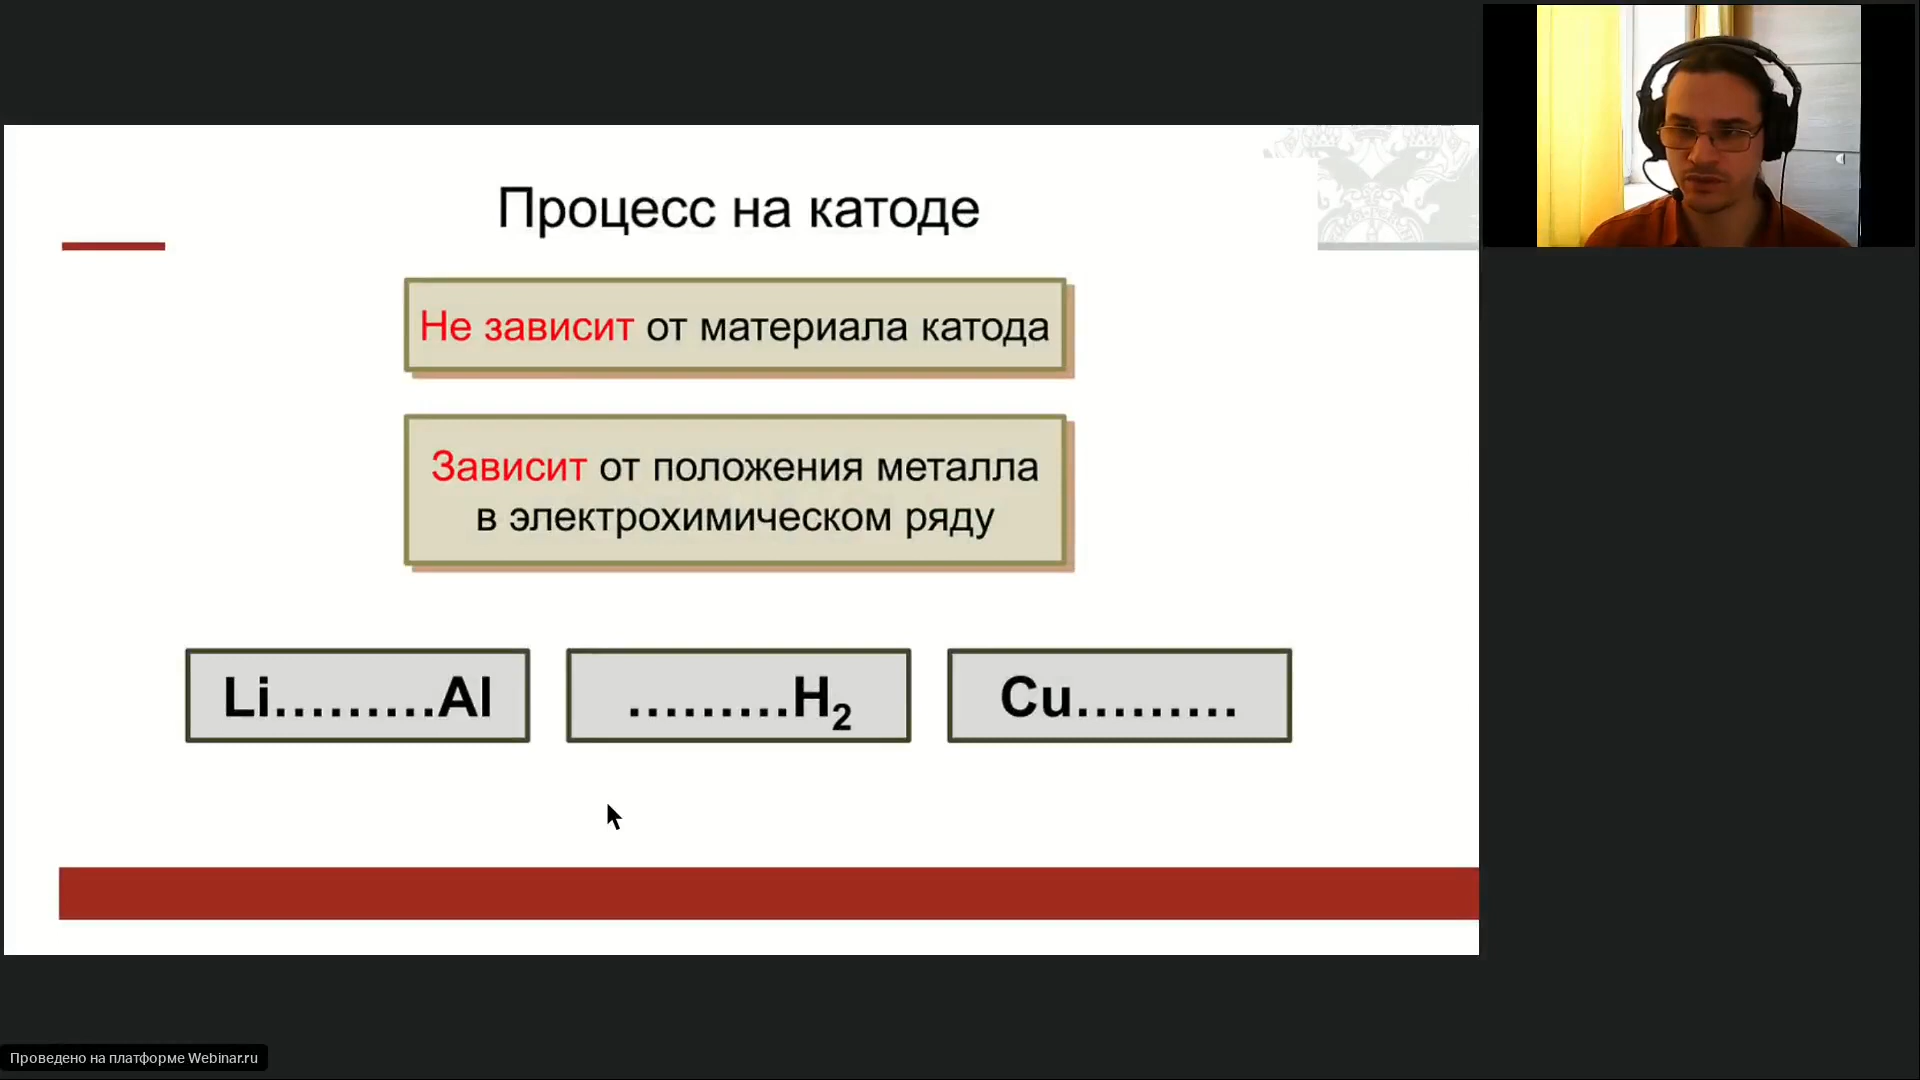 Процесс на катоде
Не зависит от материала катода
Зависит от положения металла
в электрохимическом ряду
Li.........Al
.........H₂
Cu.........
Проведено на платформе Webinar.ru